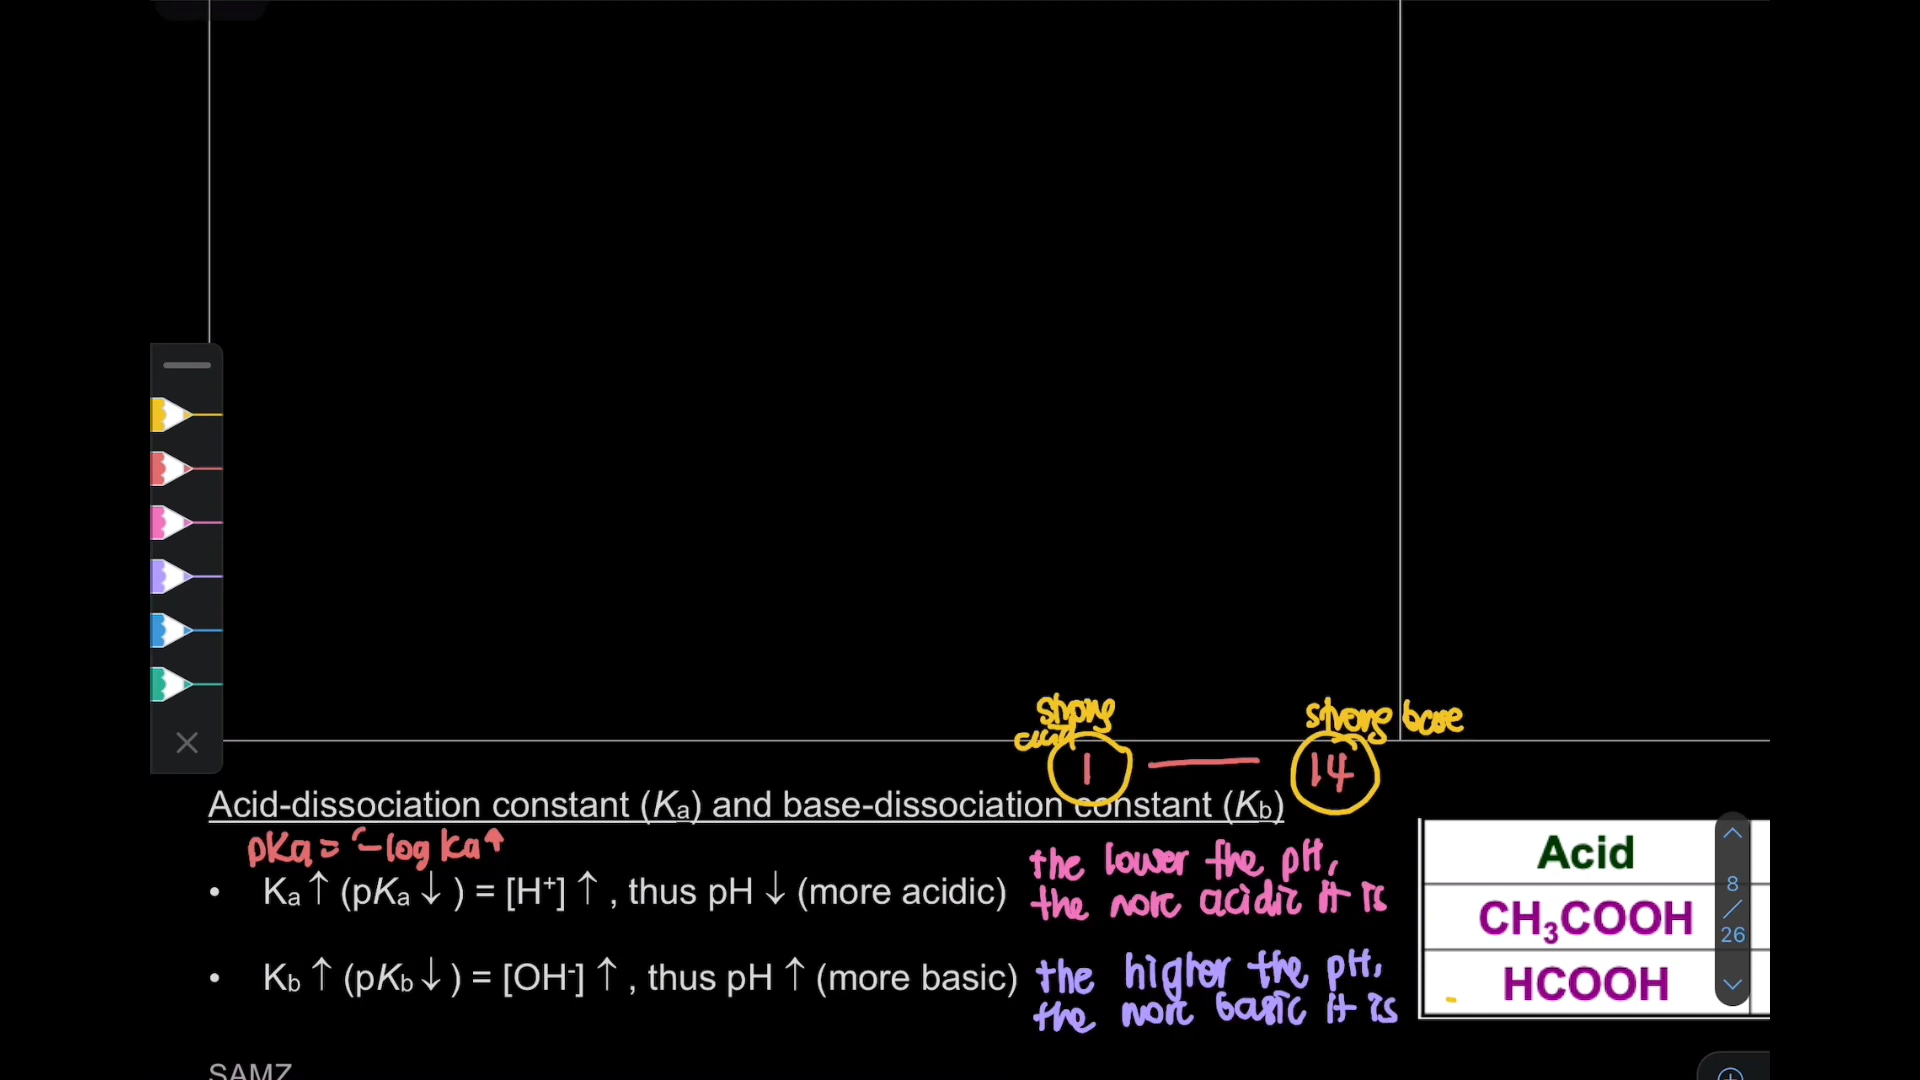 strong
acid
strong base
1 — 14
Acid-dissociation constant (Ka) and base-dissociation constant (Kb)
pKa = -log Ka↑
• Ka ↑ (pKa ↓ ) = [H⁺] ↑ , thus pH ↓ (more acidic)
the lower the pH,
the more acidic it is
• Kb ↑ (pKb ↓ ) = [OH⁻] ↑ , thus pH ↑ (more basic)
the higher the pH,
the more basic it is
Acid
CH₃COOH
HCOOH
8
/
26
SAMZ